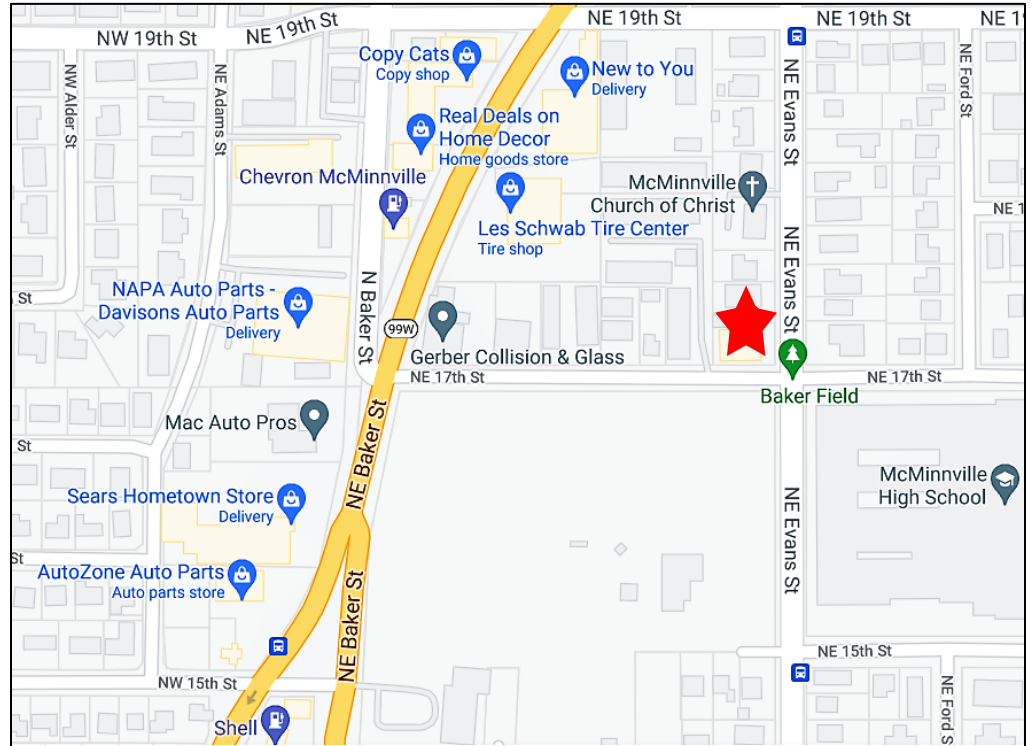 NE 19th St
NE 19th St
NE 1
NW 19th St
NE 19th St
Copy Cats
Copy shop
New to You
Delivery
NW Alder St
NE Adams St
NE Evans St
NE Ford St
Real Deals on
Home Decor
Home goods store
Chevron McMinnville
McMinnville
Church of Christ
Les Schwab Tire Center
Tire shop
NE 1
NE Evans St
St
NAPA Auto Parts -
Davisons Auto Parts
Delivery
N Baker St
99W
Gerber Collision & Glass
NE 17th St
NE 17th St
Baker Field
Mac Auto Pros
St
NE Baker St
McMinnville
High School
Sears Hometown Store
Delivery
NE Evans St
St
AutoZone Auto Parts
Auto parts store
NE Baker St
NE 15th St
NW 15th St
NE Ford S
Shell